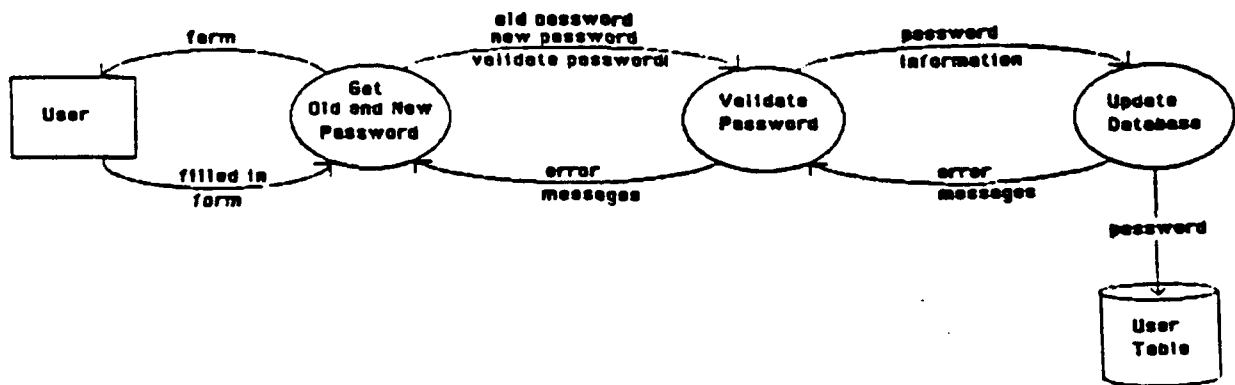 form
old password
new password
validate password
password
information
User
Get
Old and New
Password
Validate
Password
Update
Database
filled in
form
error
messages
error
messages
password
User
Table